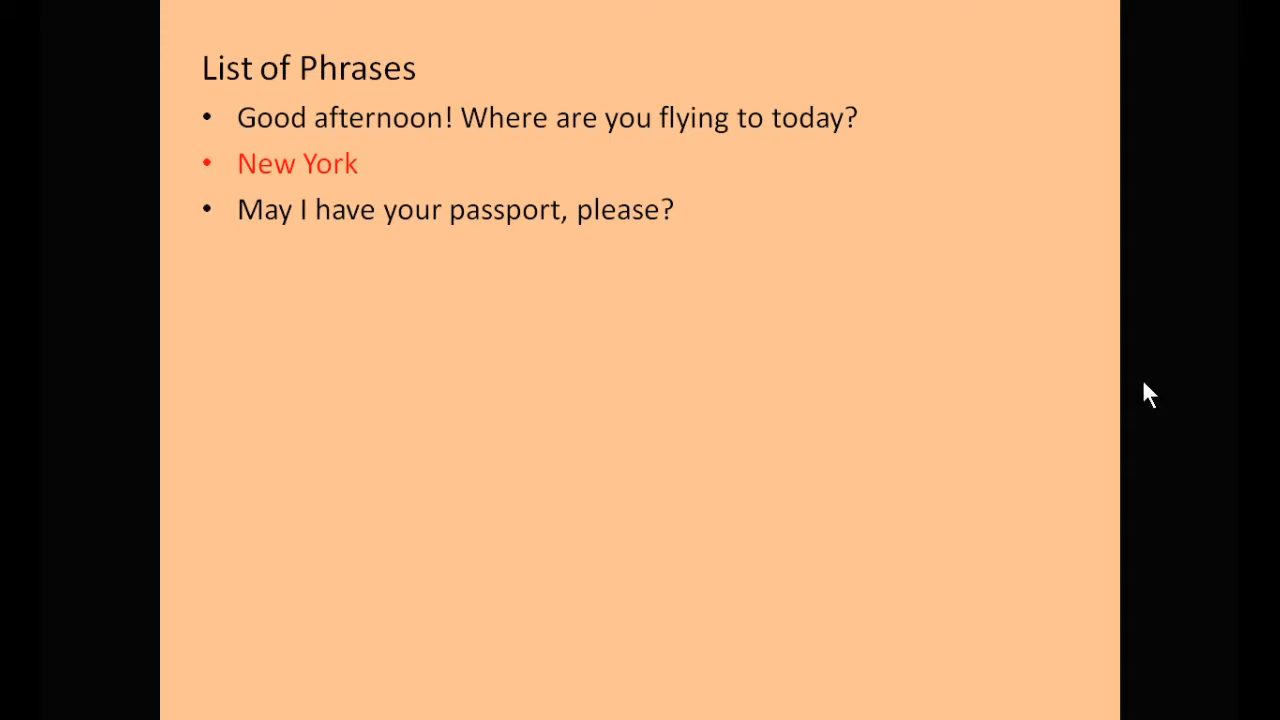 List of Phrases
• Good afternoon! Where are you flying to today?
• New York
• May I have your passport, please?